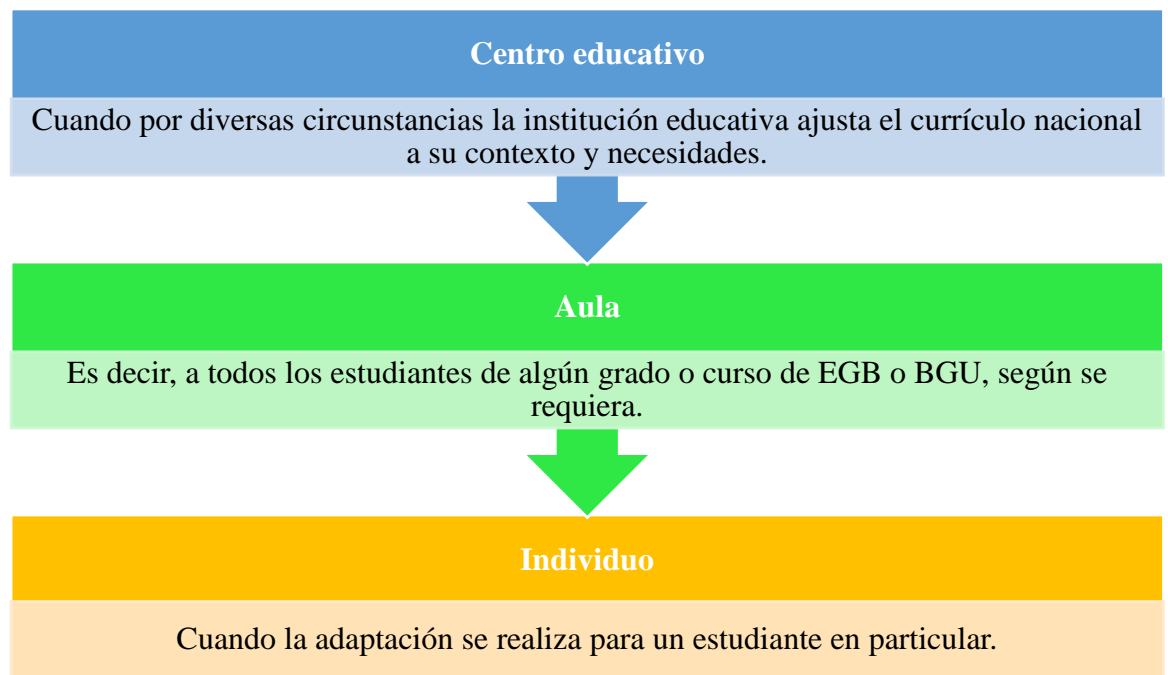 Centro educativo
Cuando por diversas circunstancias la institución educativa ajusta el currículo nacional
a su contexto y necesidades.
Aula
Es decir, a todos los estudiantes de algún grado o curso de EGB o BGU, según se
requiera.
Individuo
Cuando la adaptación se realiza para un estudiante en particular.